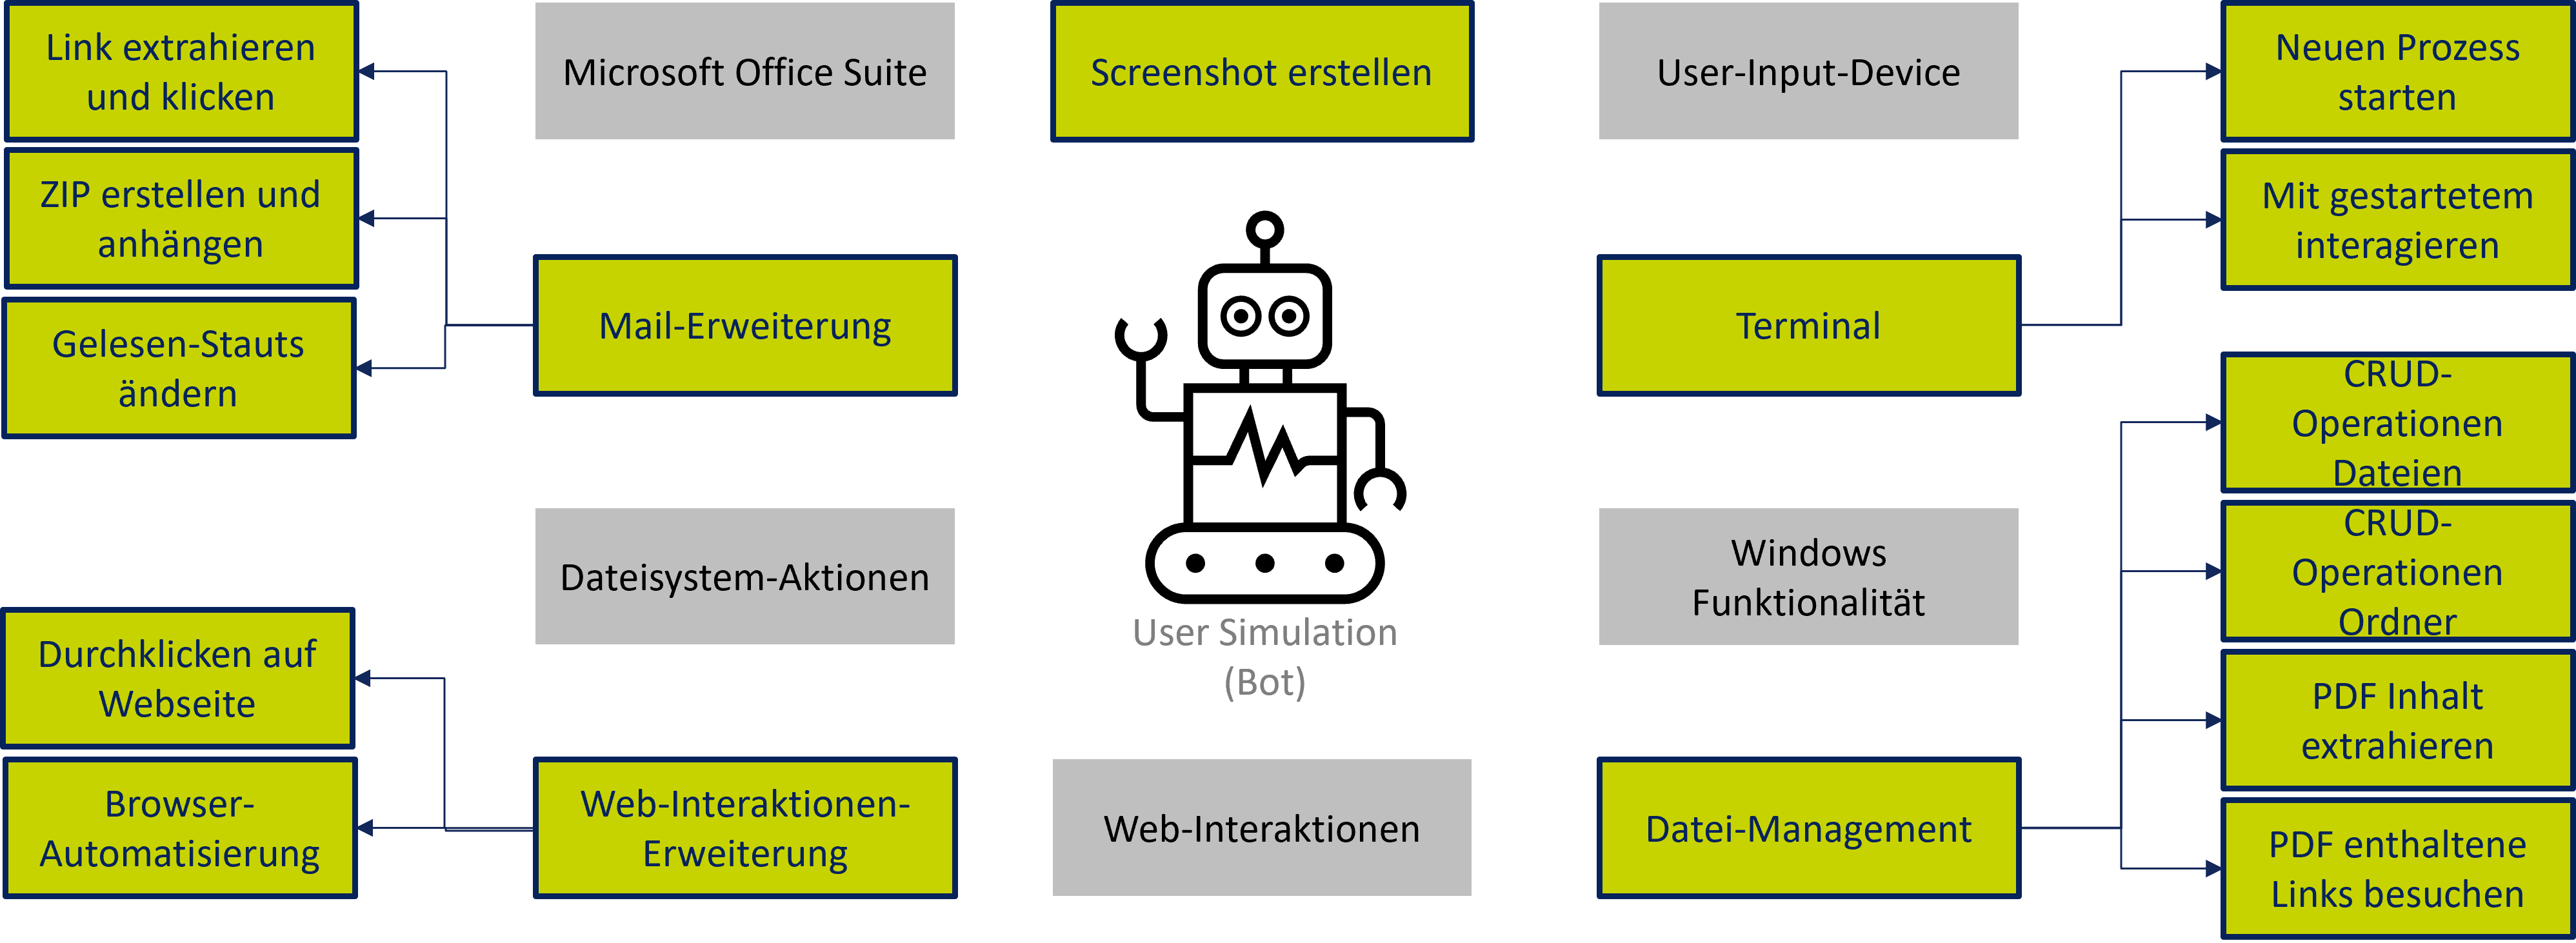 Link extrahieren
und klicken
ZIP erstellen und
anhängen
Gelesen-Stauts
ändern
Durchklicken auf
Webseite
Browser-
Automatisierung
Microsoft Office Suite
Mail-Erweiterung
Dateisystem-Aktionen
Web-Interaktionen-
Erweiterung
Screenshot erstellen
User Simulation
(Bot)
Web-Interaktionen
User-Input-Device
Terminal
Windows
Funktionalität
Datei-Management
Neuen Prozess
starten
Mit gestartetem
interagieren
CRUD-
Operationen
Dateien
CRUD-
Operationen
Ordner
PDF Inhalt
extrahieren
PDF enthaltene
Links besuchen